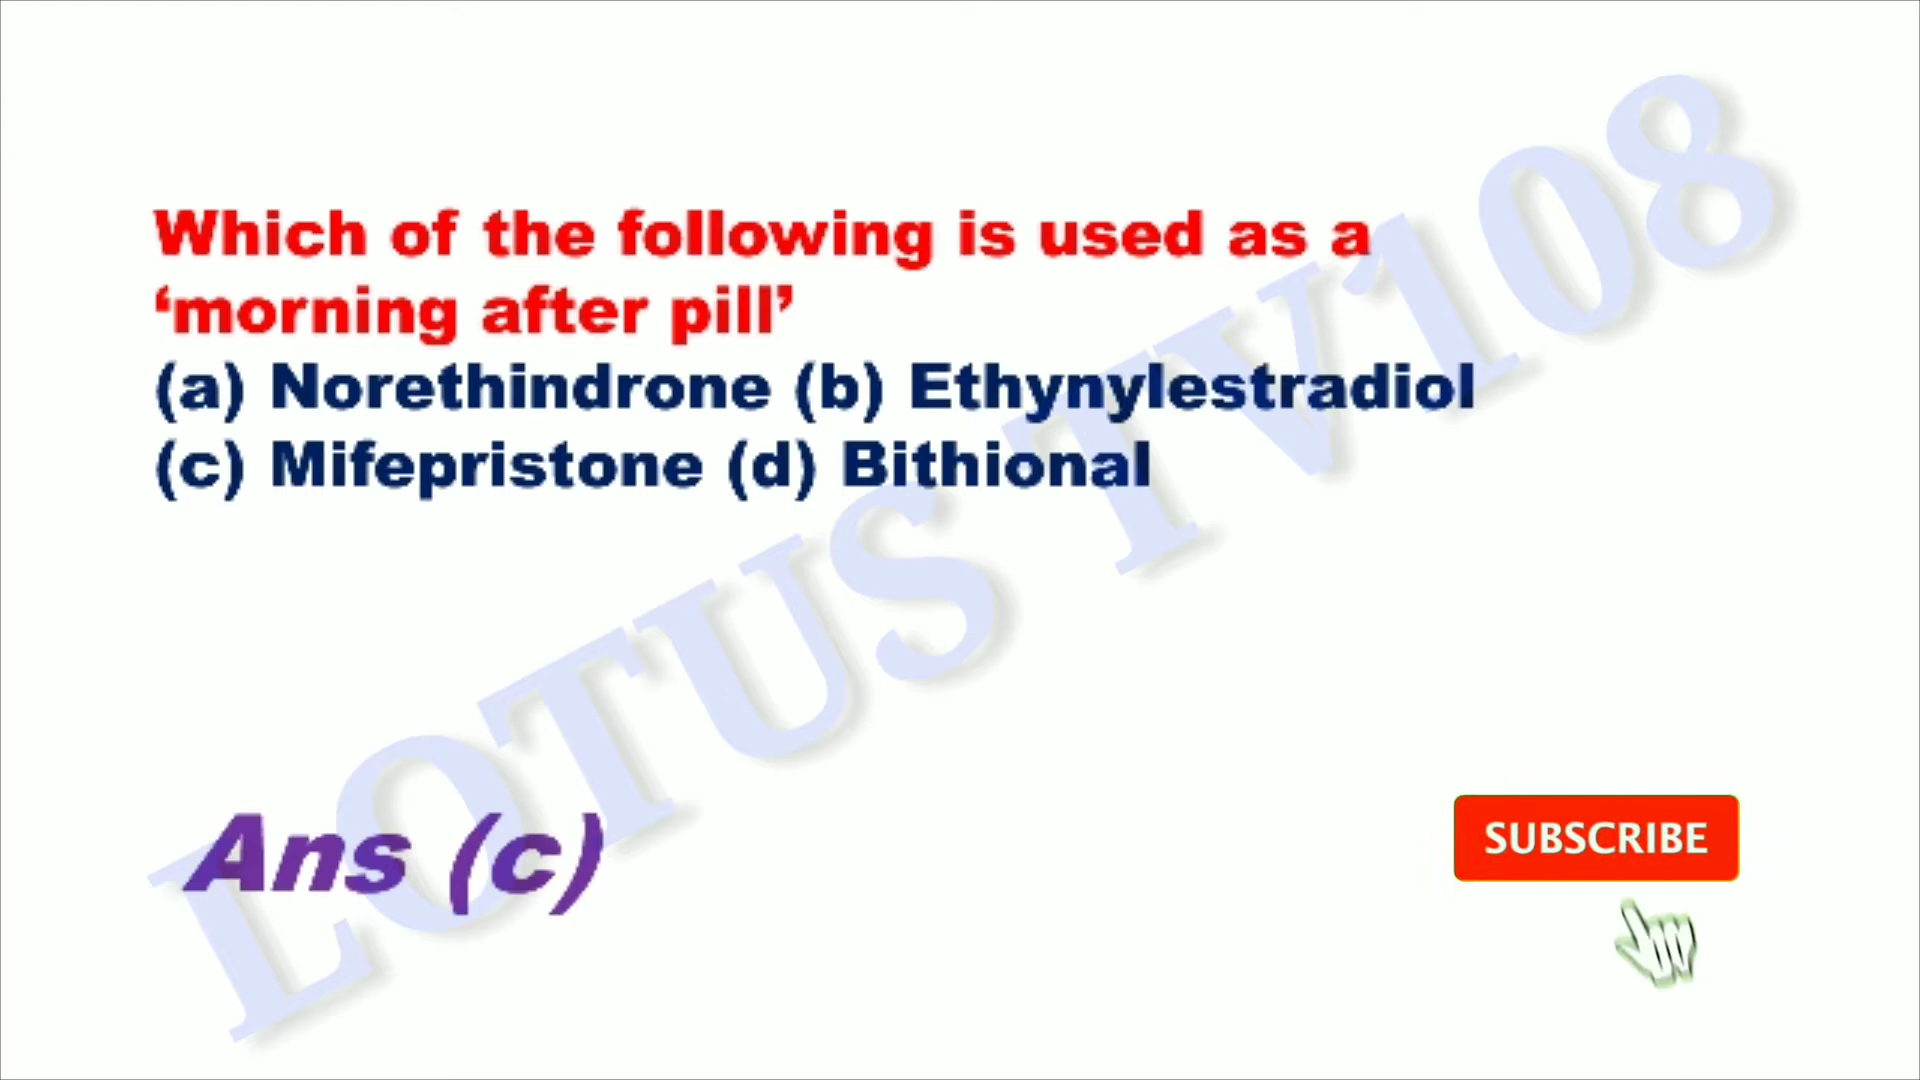 Which of the following is used as a
‘morning after pill’
(a) Norethindrone (b) Ethynylestradiol
(c) Mifepristone (d) Bithional
LOTUS TV108
Ans (c)
SUBSCRIBE